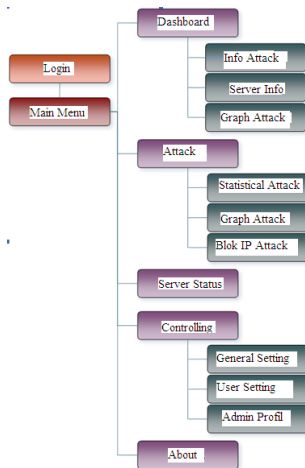 Dashboard
Info Attack
Login
Server Info
Main Menu
Graph Attack
Attack
Statistical Attack
Graph Attack
Blok IP Attack
Server Status
Controlling
General Setting
User Setting
Admin Profil
About